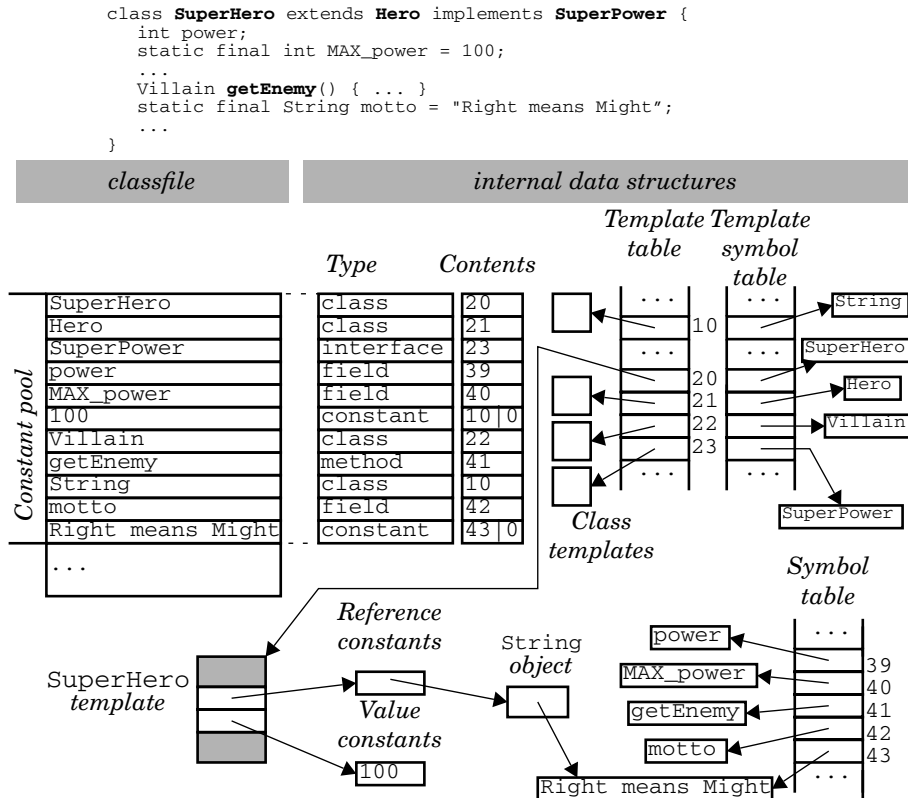 class SuperHero extends Hero implements SuperPower {
int power;
static final int MAX_power = 100;
...
Villain getEnemy() { ... }
static final String motto = "Right means Might";
...
}
classfile
internal data structures
Type
Contents
Template table
Template symbol table
Constant pool
SuperHero class 20
Hero class 21
SuperPower interface 23
power field 39
MAX_power field 40
100 constant 10|0
Villain class 22
getEnemy method 41
String class 10
motto field 42
Right means Might constant 43|0
...
... ...
10
... ...
20
21
22
23
... ...
String
SuperHero
Hero
Villain
SuperPower
Class templates
SuperHero template
Reference constants
Value constants
100
String object
Symbol table
...
39
40
41
42
43
...
power
MAX_power
getEnemy
motto
Right means Might